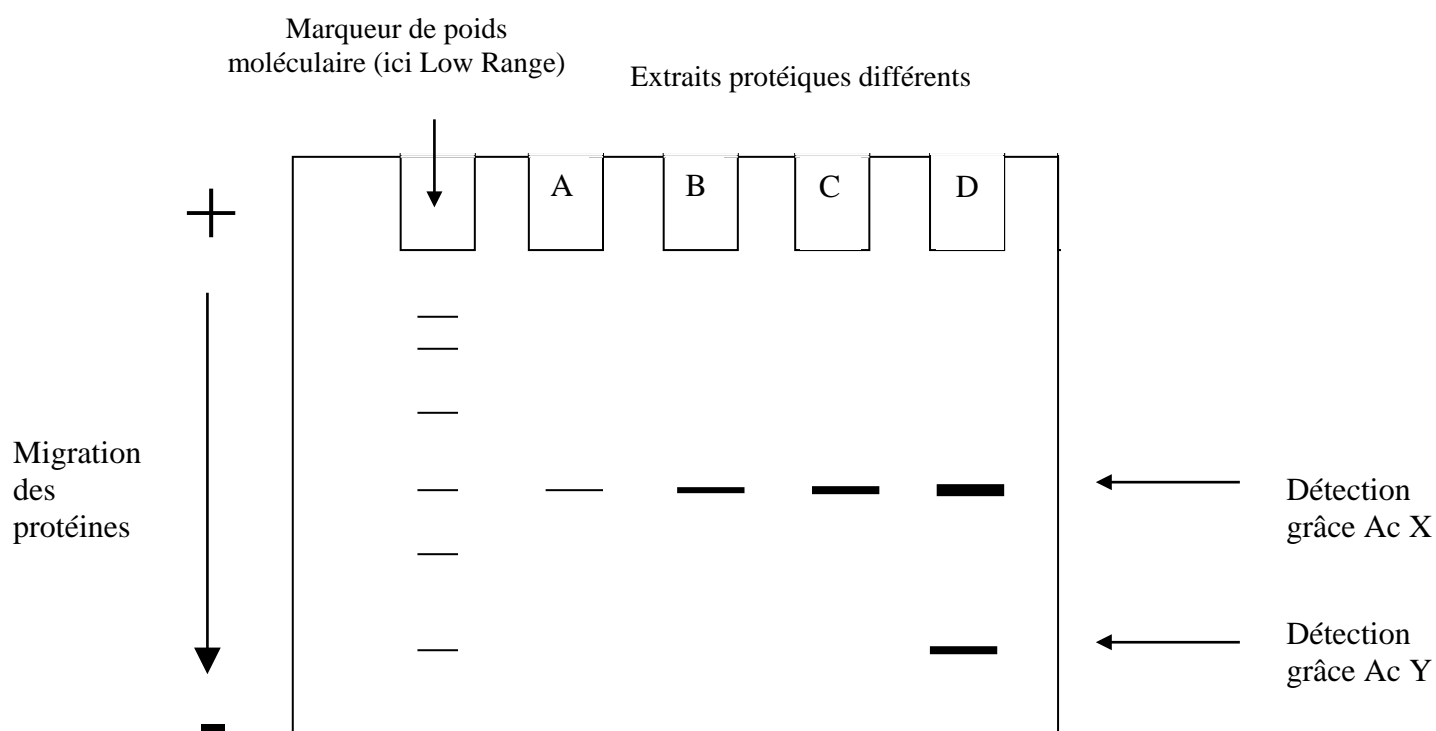 Marqueur de poids
moléculaire (ici Low Range)
Extraits protéiques différents
A
B
C
D
+
Migration
des
protéines
-
Détection
grâce Ac X
Détection
grâce Ac Y